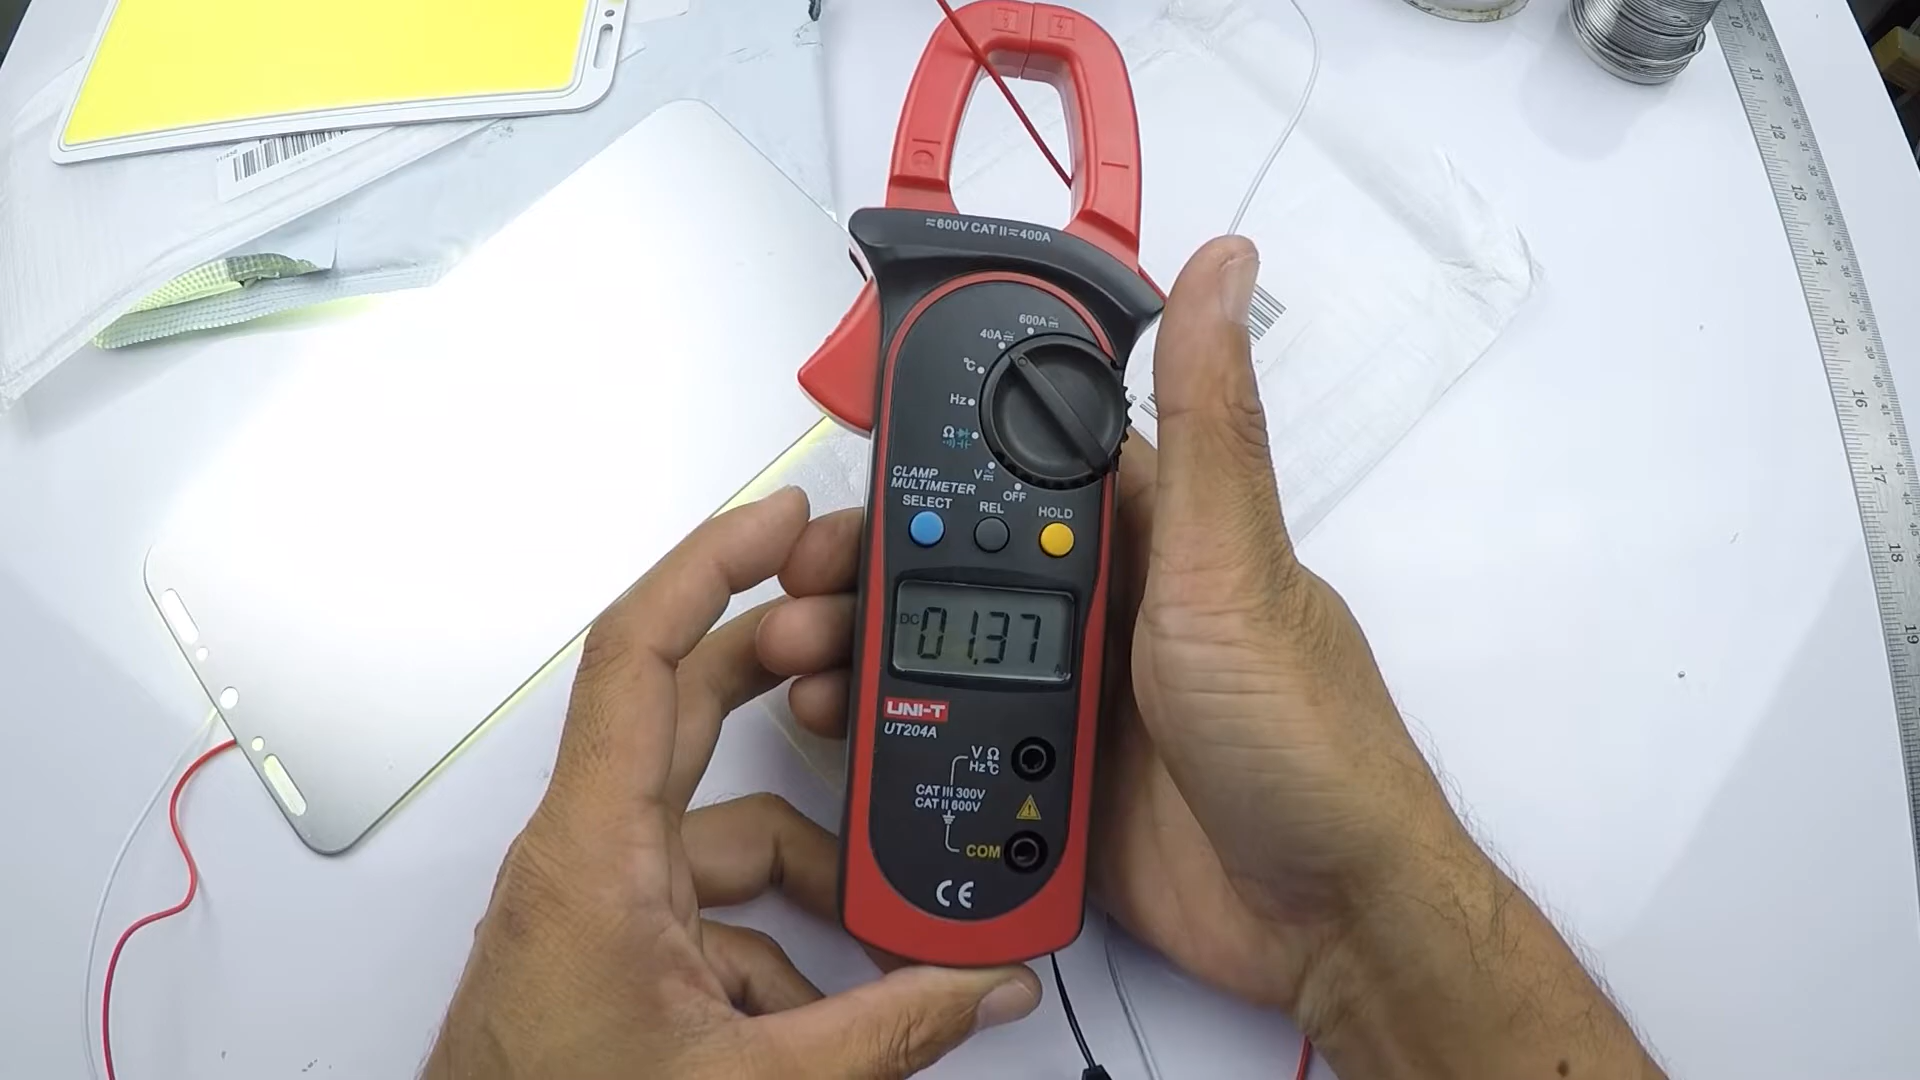 ≂600V CAT II ≂400A
600A
40A
°C
Hz
Ω
V
OFF
CLAMP
MULTIMETER
SELECT
REL
HOLD
DC 01.37
A
UNI-T
UT204A
V Ω
Hz °C
CAT III 300V
CAT II 600V
COM
CE
10
11
12
13
14
15
16
17
18
19